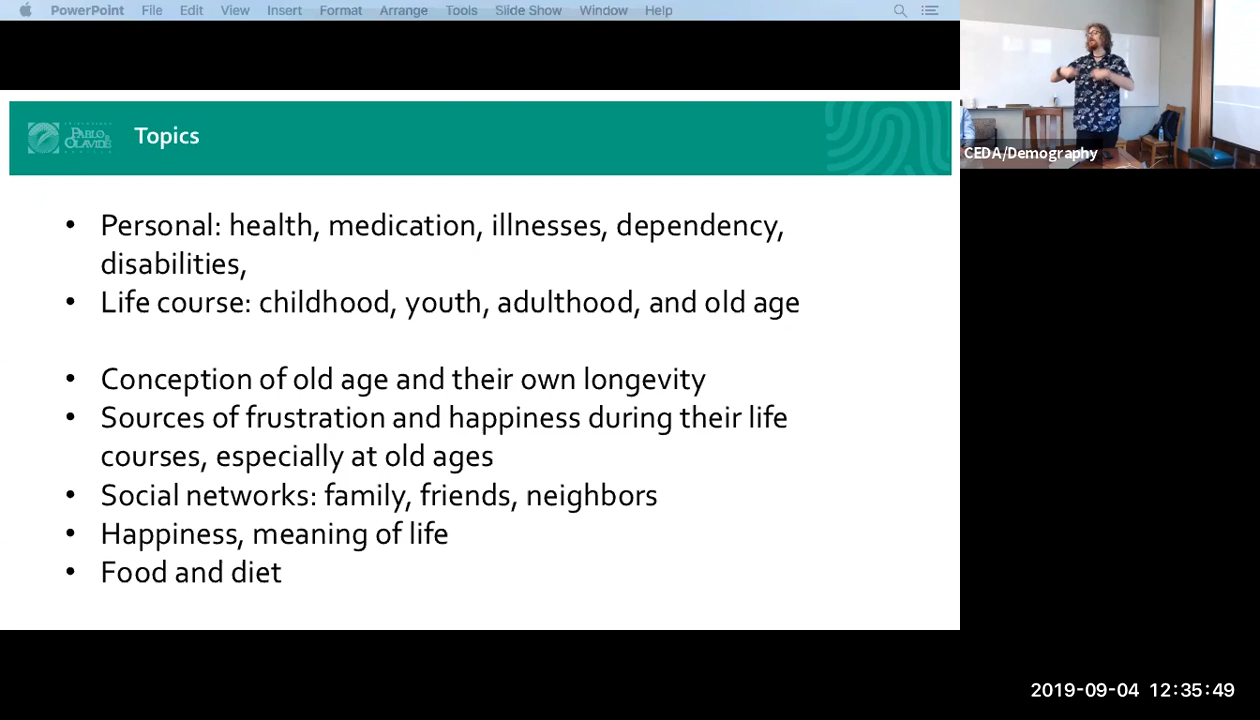 PowerPoint File Edit View Insert Format Arrange Tools Slide Show Window Help
PABLO
OLAVIDE
Topics
CEDA/Demography
• Personal: health, medication, illnesses, dependency,
disabilities,
• Life course: childhood, youth, adulthood, and old age
• Conception of old age and their own longevity
• Sources of frustration and happiness during their life
courses, especially at old ages
• Social networks: family, friends, neighbors
• Happiness, meaning of life
• Food and diet
2019-09-04 12:35:49